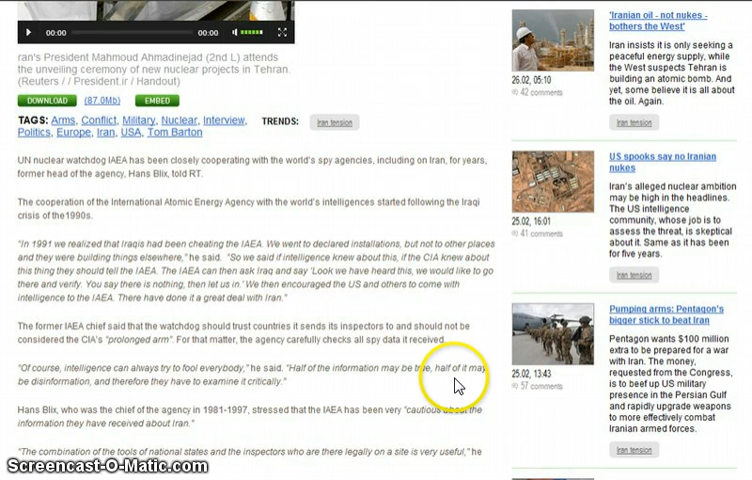 00:00
00:00
ran's President Mahmoud Ahmadinejad (2nd L) attends
the unveiling ceremony of new nuclear projects in Tehran.
(Reuters / / President.ir / Handout)
DOWNLOAD (87.0Mb) EMBED
TAGS: Arms, Conflict, Military, Nuclear, Interview,
Politics, Europe, Iran, USA, Tom Barton
TRENDS: Iran tension
UN nuclear watchdog IAEA has been closely cooperating with the world's spy agencies, including on Iran, for years,
former head of the agency, Hans Blix, told RT.
The cooperation of the International Atomic Energy Agency with the world's intelligences started following the Iraqi
crisis of the1990s.
"In 1991 we realized that Iraqis had been cheating the IAEA. We went to declared installations, but not to other places
and they were building things elsewhere," he said. "So we said if intelligence knew about this, if the CIA knew about
this thing they should tell the IAEA. The IAEA can then ask Iraq and say 'Look we have heard this, we would like to go
there and verify. You say there is nothing, then let us in.' We then encouraged the US and others to come with
intelligence to the IAEA. There have done it a great deal with Iran."
The former IAEA chief said that the watchdog should trust countries it sends its inspectors to and should not be
considered the CIA's "prolonged arm". For that matter, the agency carefully checks all spy data it received.
"Of course, intelligence can always try to fool everybody," he said. "Half of the information may be true, half of it may
be disinformation, and therefore they have to examine it critically."
Hans Blix, who was the chief of the agency in 1981-1997, stressed that the IAEA has been very "cautious about the
information they have received about Iran."
"The combination of the tools of national states and the inspectors who are there legally on a site is very useful," he
'Iranian oil - not nukes -
bothers the West'
Iran insists it is only seeking a
peaceful energy supply, while
the West suspects Tehran is
building an atomic bomb. And
yet, some believe it is all about
the oil. Again.
26.02, 05:10
42 comments
Iran tension
US spooks say no Iranian
nukes
Iran's alleged nuclear ambition
may be high in the headlines.
The US intelligence
community, whose job is to
assess the threat, is skeptical
about it. Same as it has been
for five years.
25.02, 16:01
41 comments
Iran tension
Pumping arms: Pentagon's
bigger stick to beat Iran
Pentagon wants $100 million
extra to be prepared for a war
with Iran. The money,
requested from the Congress,
is to beef up US military
presence in the Persian Gulf
and rapidly upgrade weapons
to more effectively combat
Iranian armed forces.
25.02, 13:43
57 comments
Iran tension
Screencast-O-Matic.com